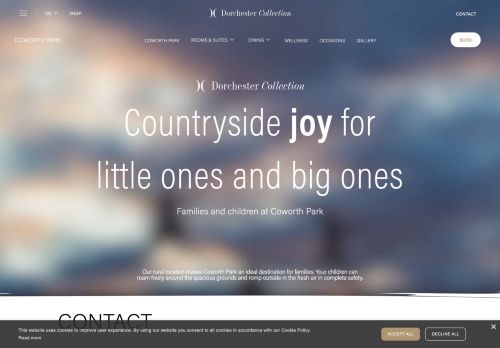 EN
SHOP
Dorchester Collection
CONTACT
COWORTH PARK
COWORTH PARK
ROOMS & SUITES
DINING
WELLNESS
OCCASIONS
GALLERY
BOOK
Dorchester Collection
Countryside joy for
little ones and big ones
Families and children at Coworth Park
Our rural location makes Coworth Park an ideal destination for families. Your children can
roam freely around the spacious grounds and romp outside in the fresh air in complete safety.
CONTACT
This website uses cookies to improve user experience. By using our website you consent to all cookies in accordance with our Cookie Policy.
Read more
ACCEPT ALL
DECLINE ALL